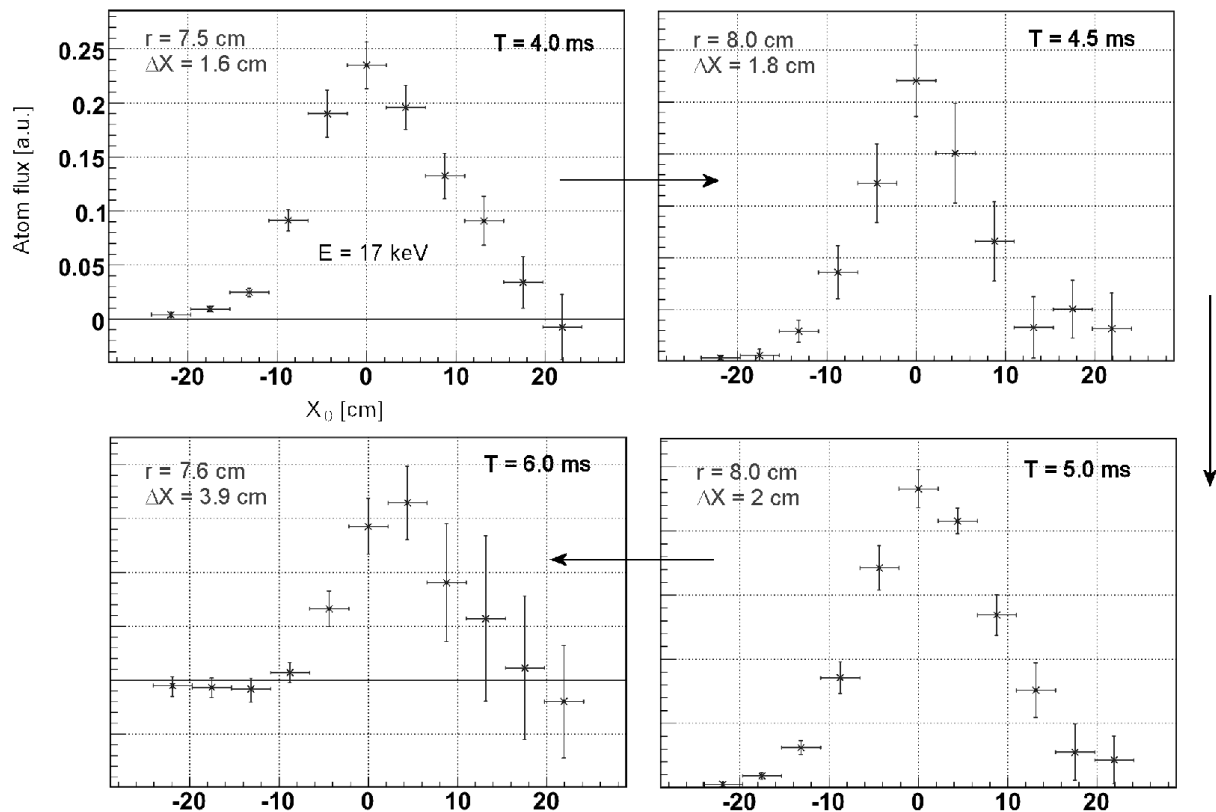 r = 7.5 cm
ΔX = 1.6 cm
T = 4.0 ms
E = 17 keV
Atom flux [a.u.]
0.25
0.2
0.15
0.1
0.05
0
-20 -10 0 10 20
X₀ [cm]
r = 8.0 cm
ΔX = 1.8 cm
T = 4.5 ms
-20 -10 0 10 20
r = 7.6 cm
ΔX = 3.9 cm
T = 6.0 ms
-20 -10 0 10 20
r = 8.0 cm
ΔX = 2 cm
T = 5.0 ms
-20 -10 0 10 20